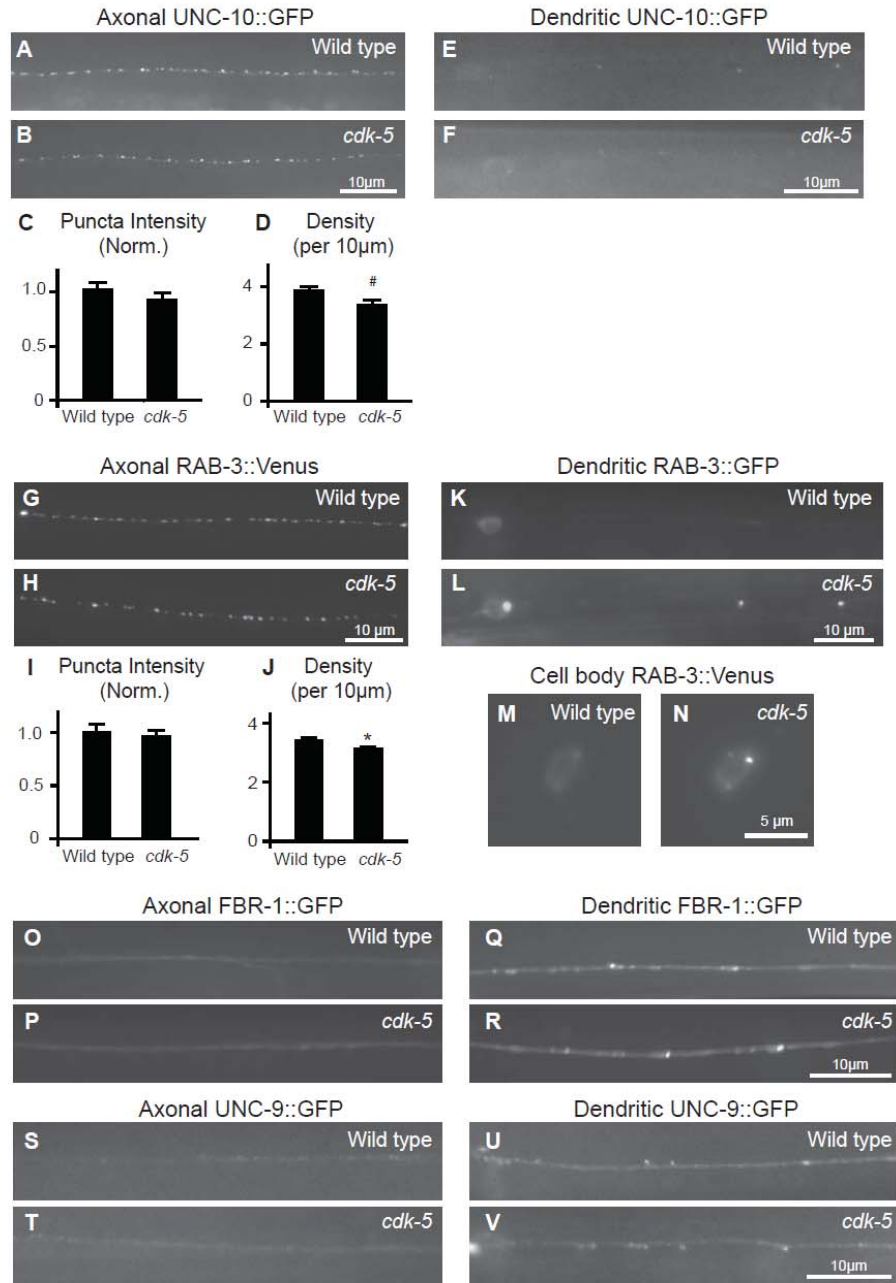 Axonal UNC-10::GFP
A Wild type
B cdk-5
10µm
Dendritic UNC-10::GFP
E Wild type
F cdk-5
10µm
C Puncta Intensity
(Norm.)
1.0
0.5
0
Wild type cdk-5
D Density
(per 10µm)
#
4
2
0
Wild type cdk-5
Axonal RAB-3::Venus
G Wild type
H cdk-5
10 µm
Dendritic RAB-3::GFP
K Wild type
L cdk-5
10 µm
I Puncta Intensity
(Norm.)
1.0
0.5
0
Wild type cdk-5
J Density
(per 10µm)
*
4
2
0
Wild type cdk-5
Cell body RAB-3::Venus
M Wild type
N cdk-5
5 µm
Axonal FBR-1::GFP
O Wild type
P cdk-5
Dendritic FBR-1::GFP
Q Wild type
R cdk-5
10µm
Axonal UNC-9::GFP
S Wild type
T cdk-5
Dendritic UNC-9::GFP
U Wild type
V cdk-5
10µm